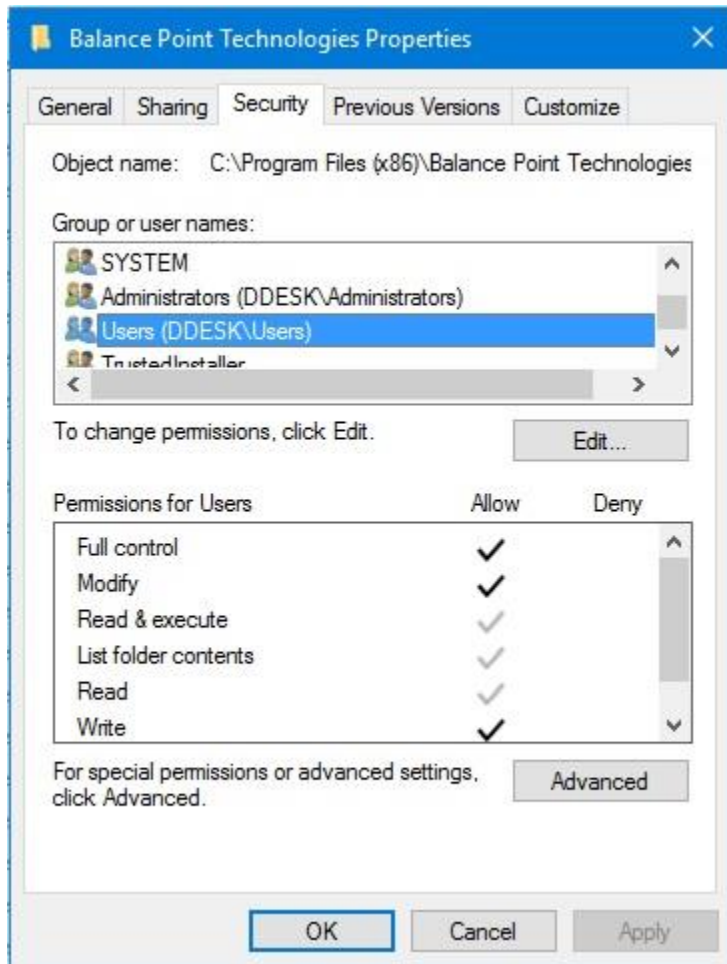 Balance Point Technologies Properties
General Sharing Security Previous Versions Customize
Object name: C:\Program Files (x86)\Balance Point Technologies
Group or user names:
SYSTEM
Administrators (DDESK\Administrators)
Users (DDESK\Users)
TrustedInstaller
To change permissions, click Edit.
Edit...
Permissions for Users Allow Deny
Full control
Modify
Read & execute
List folder contents
Read
Write
For special permissions or advanced settings,
click Advanced.
Advanced
OK Cancel Apply